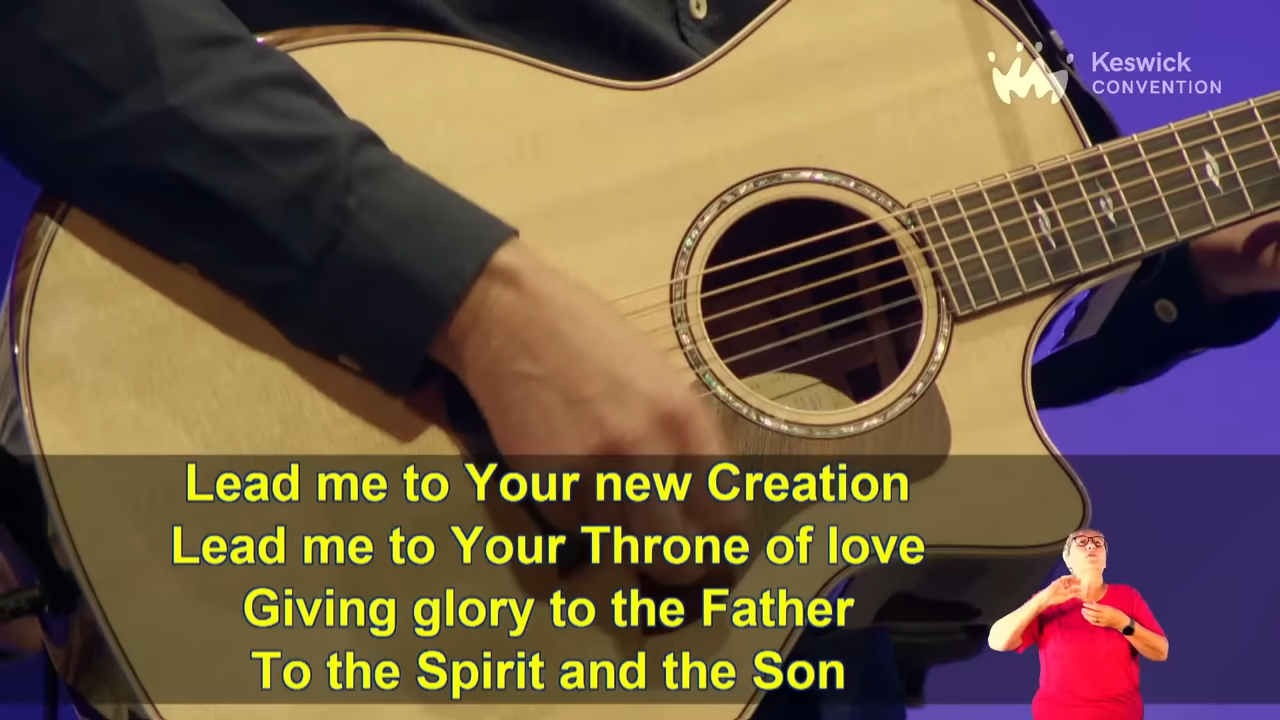 Keswick
CONVENTION
Lead me to Your new Creation
Lead me to Your Throne of love
Giving glory to the Father
To the Spirit and the Son